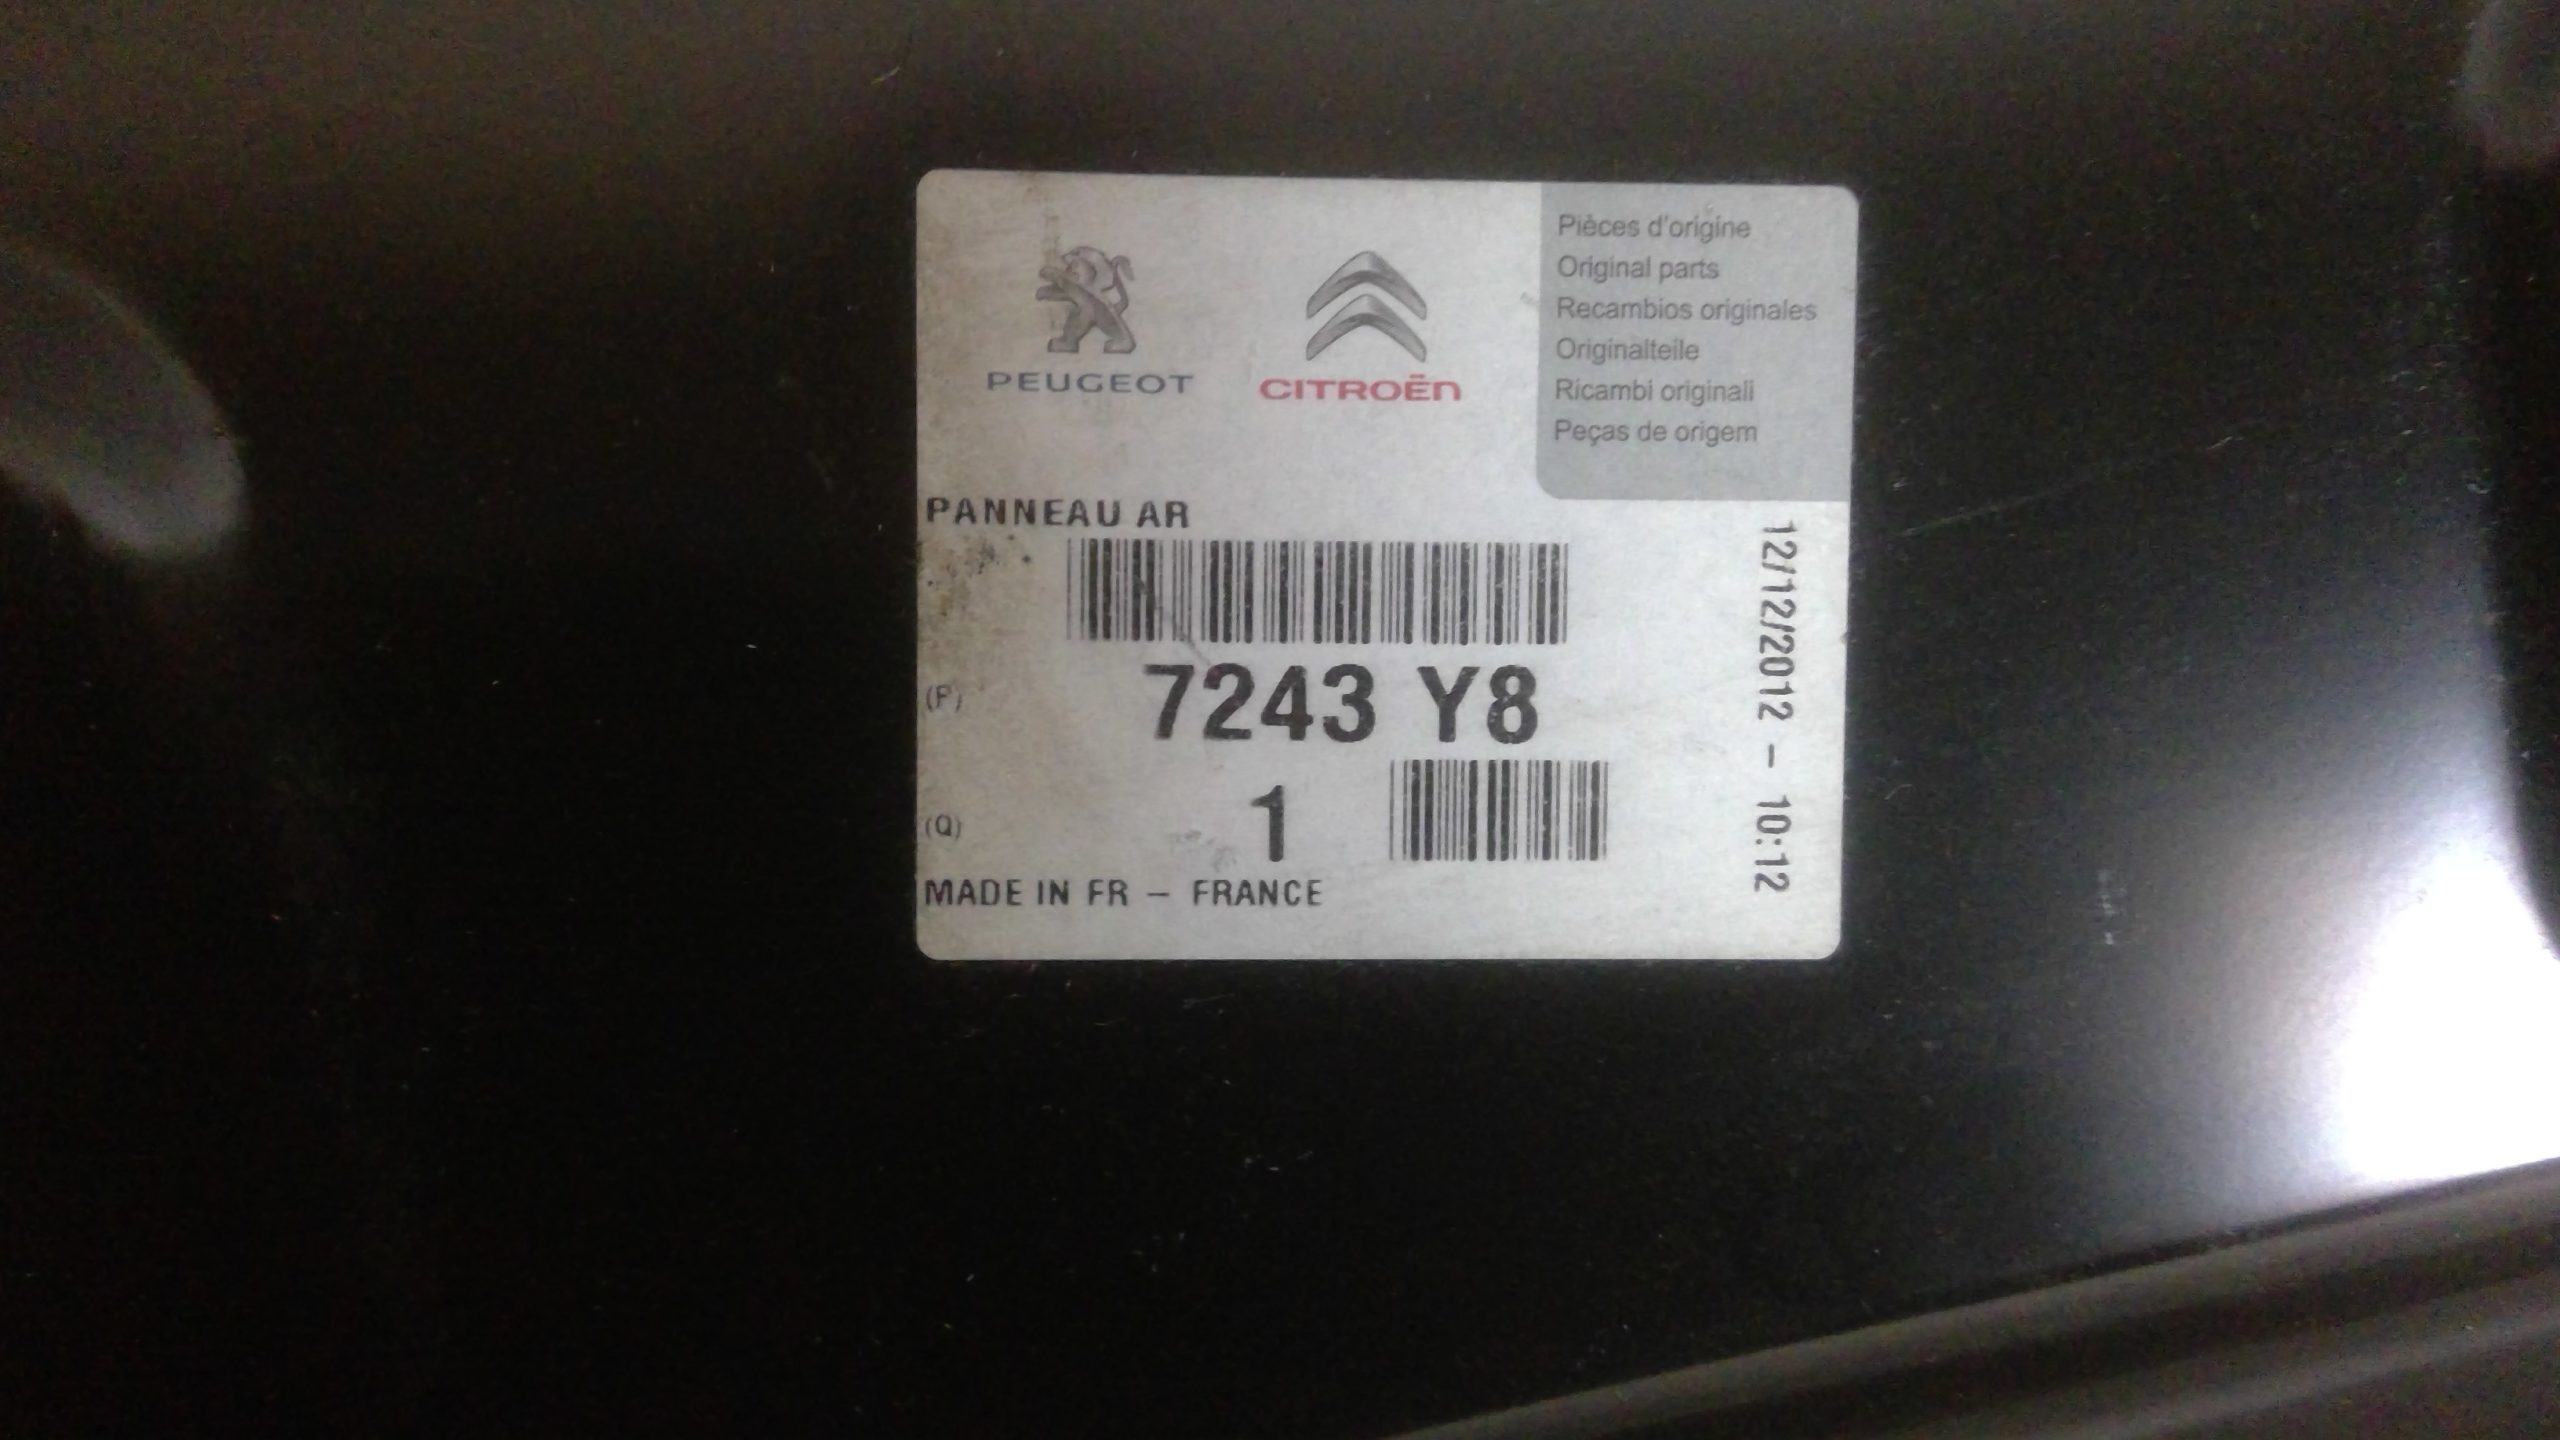 PEUGEOT
CITROËN
Pièces d'origine
Original parts
Recambios originales
Originalteile
Ricambi originali
Peças de origem
PANNEAU AR
(P) 7243 Y8
(Q) 1
MADE IN FR – FRANCE
12/12/2012 – 10:12